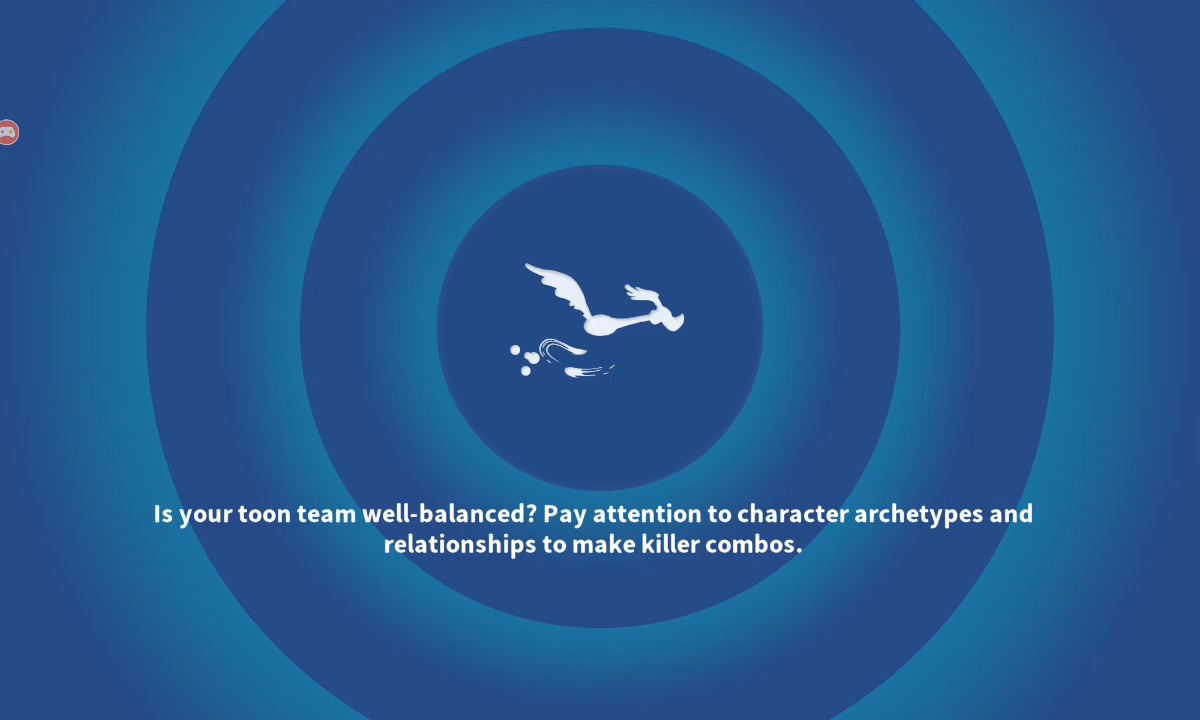 Is your toon team well-balanced? Pay attention to character archetypes and
relationships to make killer combos.